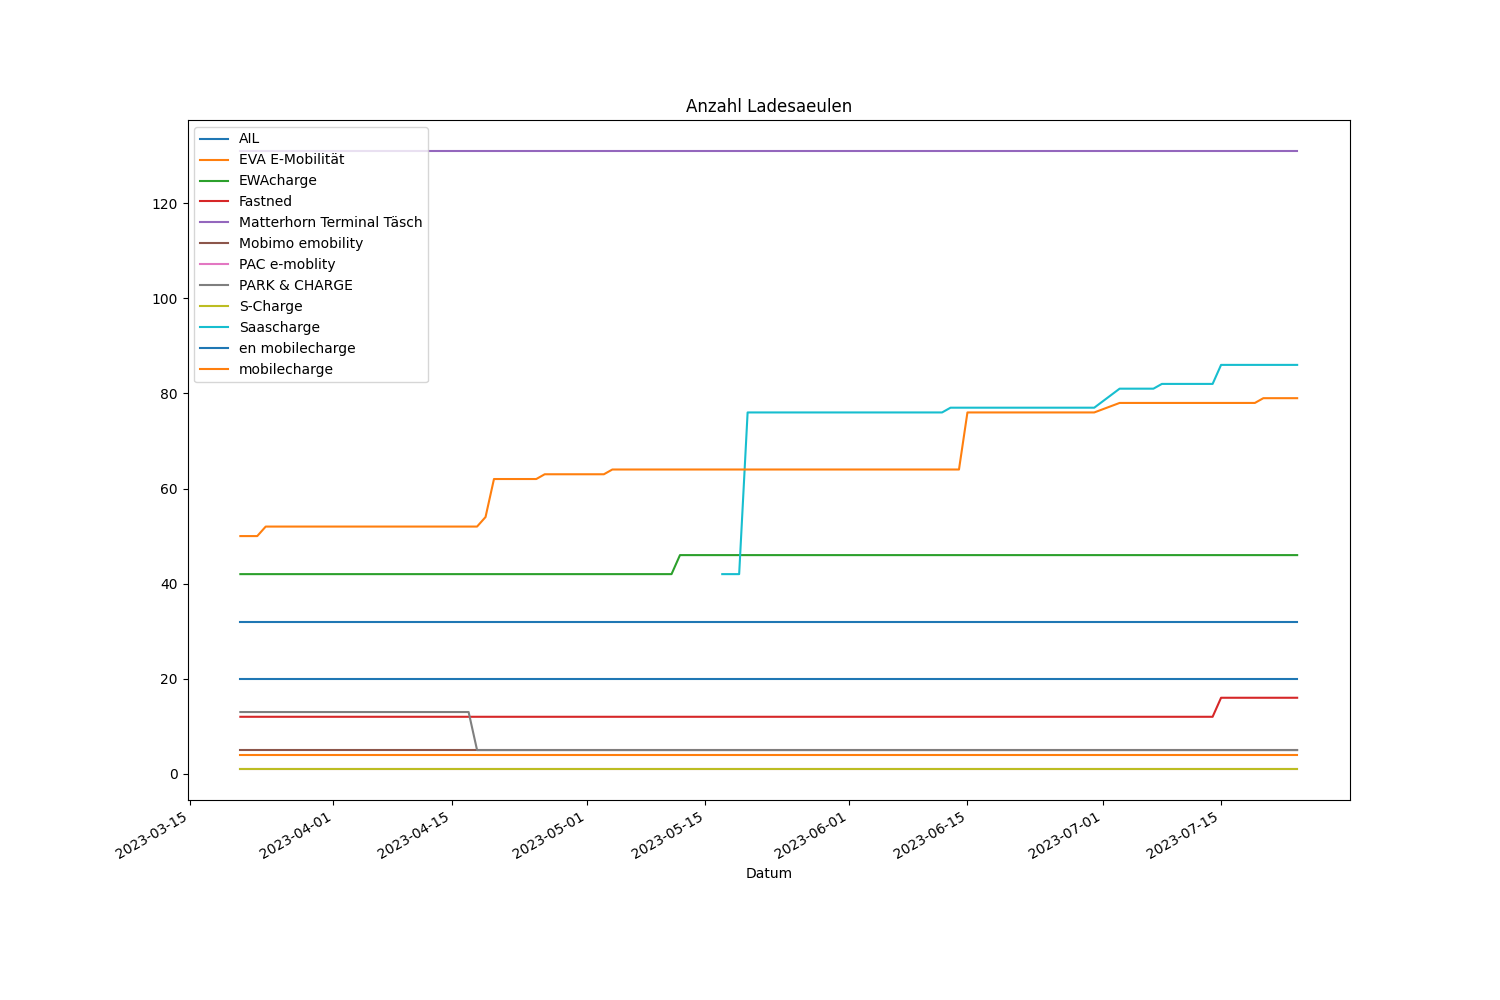 Anzahl Ladesaeulen
AIL
EVA E-Mobilität
EWAcharge
Fastned
Matterhorn Terminal Täsch
Mobimo emobility
PAC e-moblity
PARK & CHARGE
S-Charge
Saascharge
en mobilecharge
mobilecharge
120
100
80
60
40
20
0
2023-03-15
2023-04-01
2023-04-15
2023-05-01
2023-05-15
2023-06-01
2023-06-15
2023-07-01
2023-07-15
Datum